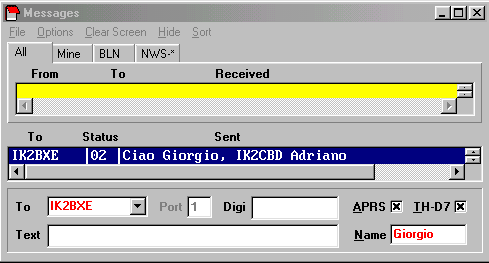 Messages
File Options Clear Screen Hide Sort
All Mine BLN NWS-*
From To Received
To Status Sent
IK2BXE 02 Ciao Giorgio, IK2CBD Adriano
To IK2BXE Port 1 Digi APRS TH-D7
Text Name Giorgio